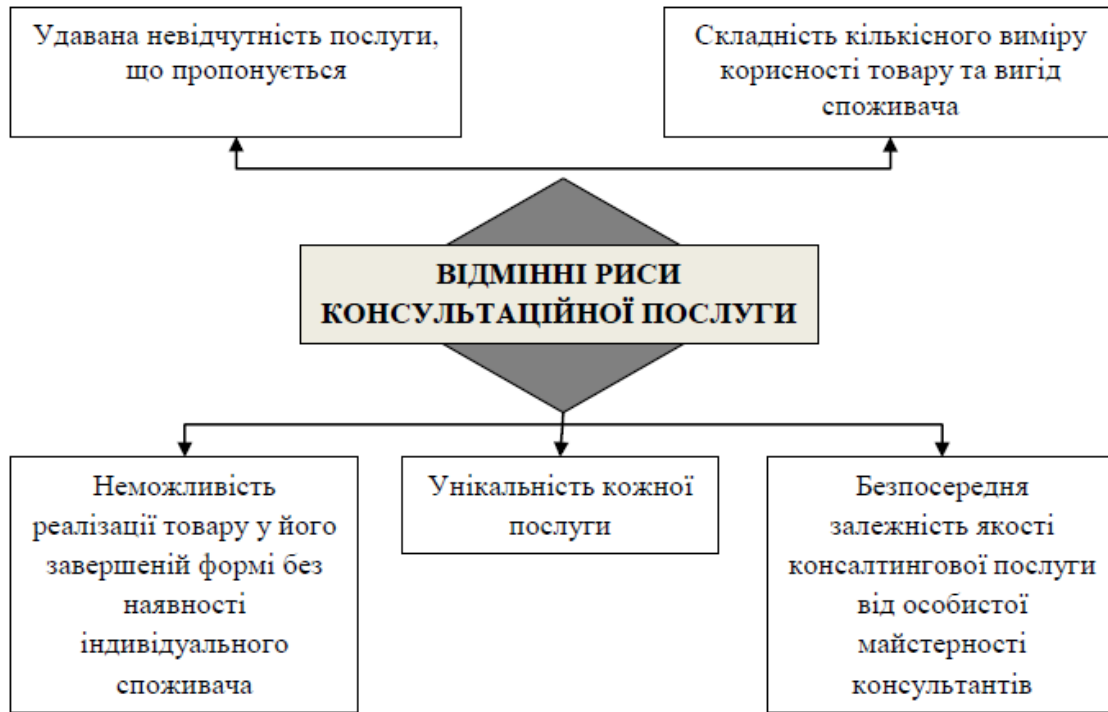 Удавана невідчутність послуги,
що пропонується
Складність кількісного виміру
корисності товару та вигід
споживача
ВІДМІННІ РИСИ
КОНСУЛЬТАЦІЙНОЇ ПОСЛУГИ
Неможливість
реалізації товару у його
завершеній формі без
наявності
індивідуального
споживача
Унікальність кожної
послуги
Безпосередня
залежність якості
консалтингової послуги
від особистої
майстерності
консультантів